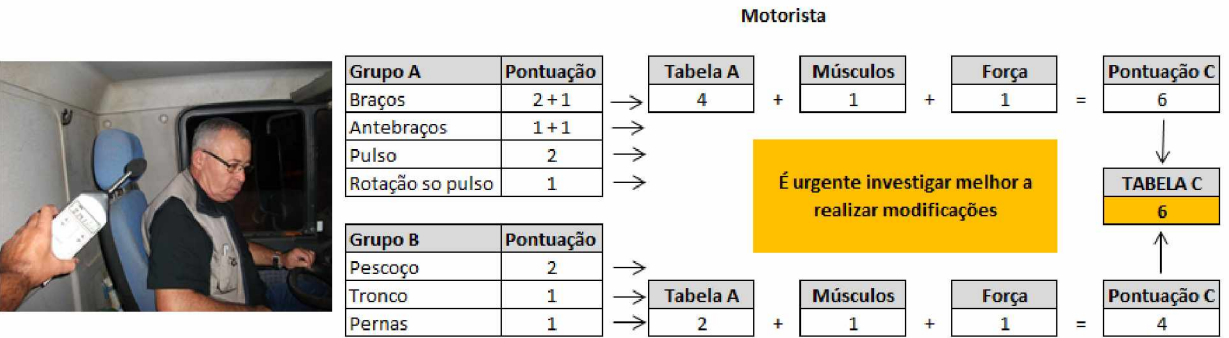 Motorista
Grupo A Pontuação Tabela A Músculos Força Pontuação C
Braços 2 + 1 → 4 + 1 + 1 = 6
Antebraços 1 + 1 →
Pulso 2 →
Rotação so pulso 1 →
É urgente investigar melhor a
realizar modificações
TABELA C
6
Grupo B Pontuação
Pescoço 2 →
Tronco 1 → Tabela A Músculos Força Pontuação C
Pernas 1 → 2 + 1 + 1 = 4